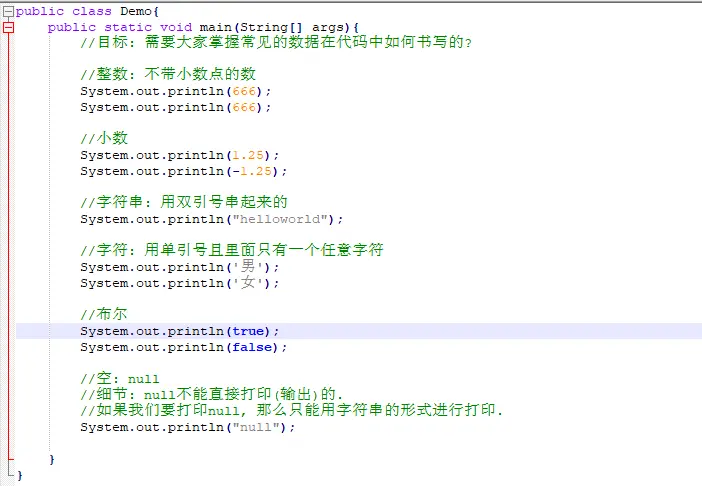 public class Demo{
public static void main(String[] args){
//目标：需要大家掌握常见的数据在代码中如何书写的?
//整数：不带小数点的数
System.out.println(666);
System.out.println(666);
//小数
System.out.println(1.25);
System.out.println(-1.25);
//字符串：用双引号串起来的
System.out.println("helloworld");
//字符：用单引号且里面只有一个任意字符
System.out.println('男');
System.out.println('女');
//布尔
System.out.println(true);
System.out.println(false);
//空：null
//细节：null不能直接打印(输出)的.
//如果我们要打印null, 那么只能用字符串的形式进行打印.
System.out.println("null");
}
}